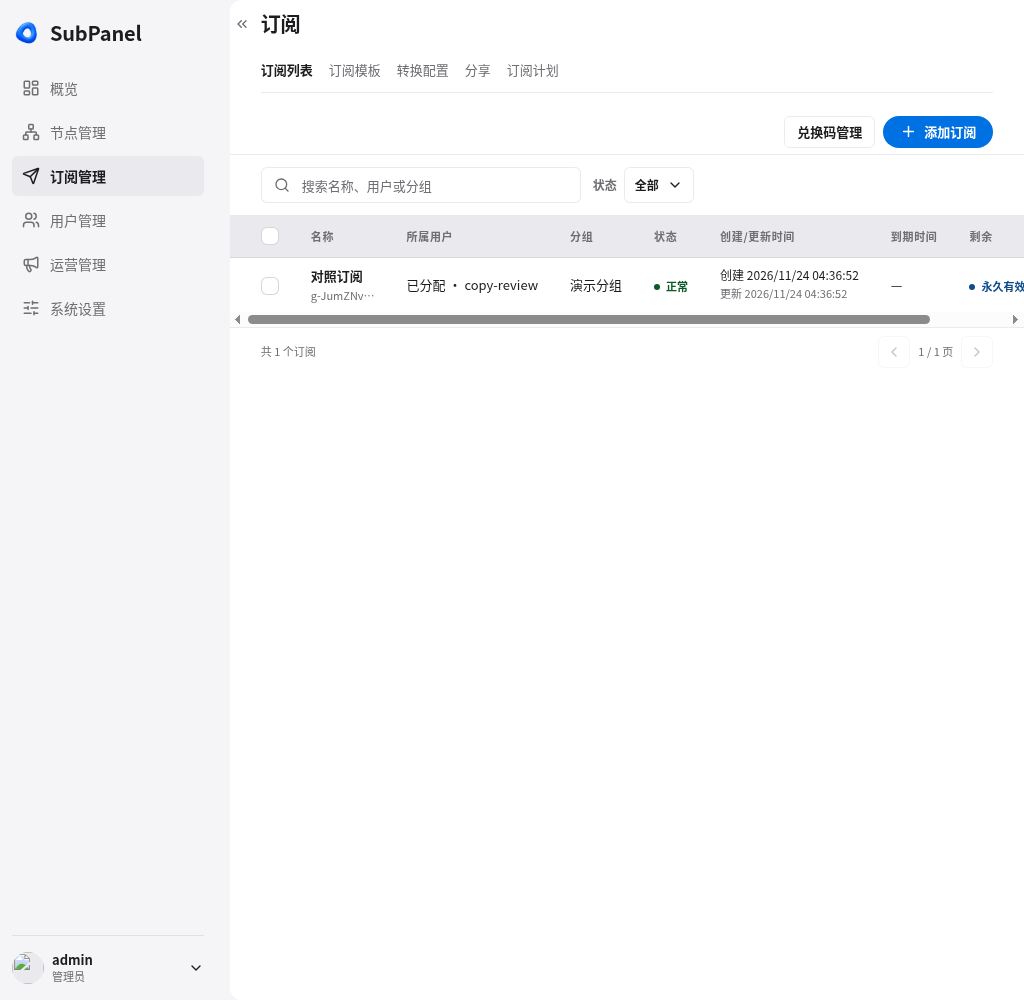 SubPanel
概览
节点管理
订阅管理
用户管理
运营管理
系统设置
admin
管理员
订阅
订阅列表 订阅模板 转换配置 分享 订阅计划
兑换码管理 添加订阅
搜索名称、用户或分组 状态 全部
名称 所属用户 分组 状态 创建/更新时间 到期时间 剩余
对照订阅 已分配 · copy-review 演示分组 正常 创建 2026/11/24 04:36:52 — 永久有效
g-JumZNv··· 更新 2026/11/24 04:36:52
共 1 个订阅 1 / 1 页